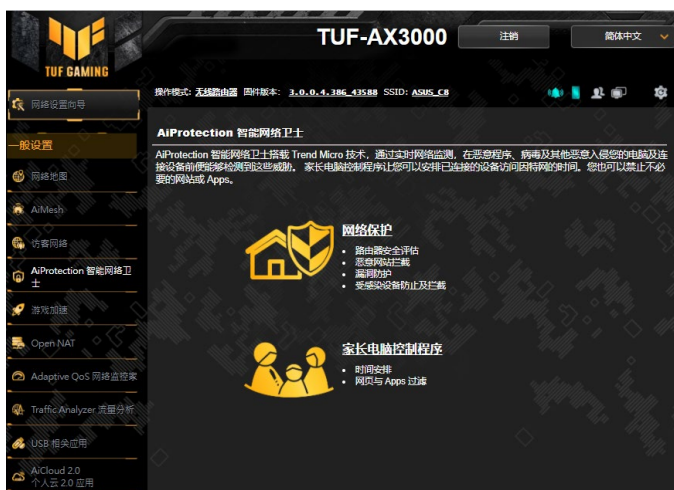 TUF GAMING
TUF-AX3000
注销
简体中文
操作模式: 无线路由器 固件版本: 3.0.0.4.386_43588 SSID: ASUS_C8
网络设置向导
一般设置
网络地图
AiMesh
访客网络
AiProtection 智能网络卫
士
游戏加速
Open NAT
Adaptive QoS 网络监控家
Traffic Analyzer 流量分析
USB 相关应用
AiCloud 2.0
个人云 2.0 应用
AiProtection 智能网络卫士
AiProtection 智能网络卫士搭载 Trend Micro 技术，通过实时网络监测，在恶意程序、病毒及其他恶意入侵您的电脑及连
接设备前便能够检测到这些威胁。 家长电脑控制程序让您可以安排已连接的设备访问因特网的时间。您也可以禁止不必
要的网站或 Apps。
网络保护
• 路由器安全评估
• 恶意网站拦截
• 漏洞防护
• 受感染设备防止及拦截
家长电脑控制程序
• 时间安排
• 网页与 Apps 过滤